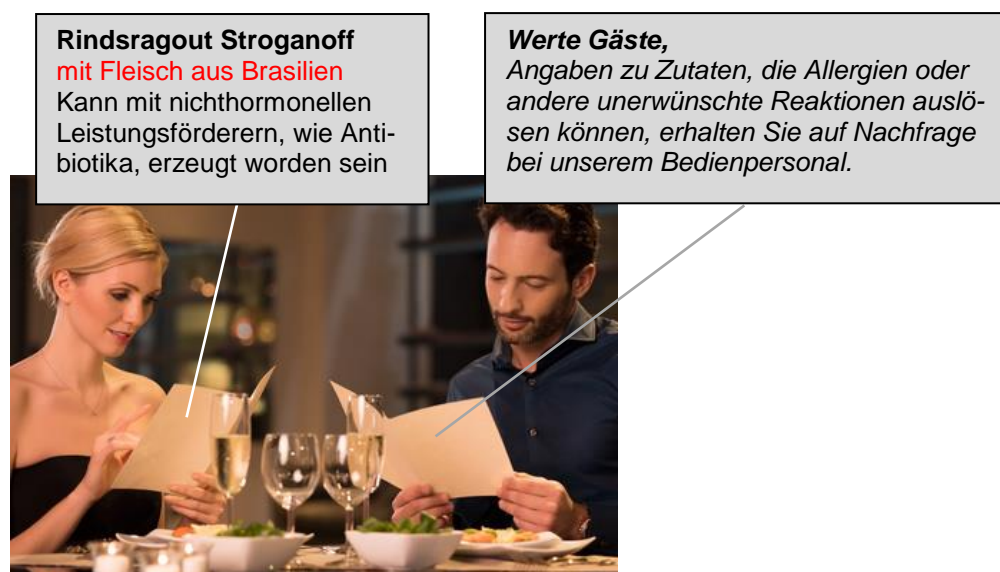 Rindsragout Stroganoff
mit Fleisch aus Brasilien
Kann mit nichthormonellen
Leistungsförderern, wie Anti-
biotika, erzeugt worden sein
Werte Gäste,
Angaben zu Zutaten, die Allergien oder
andere unerwünschte Reaktionen auslö-
sen können, erhalten Sie auf Nachfrage
bei unserem Bedienpersonal.